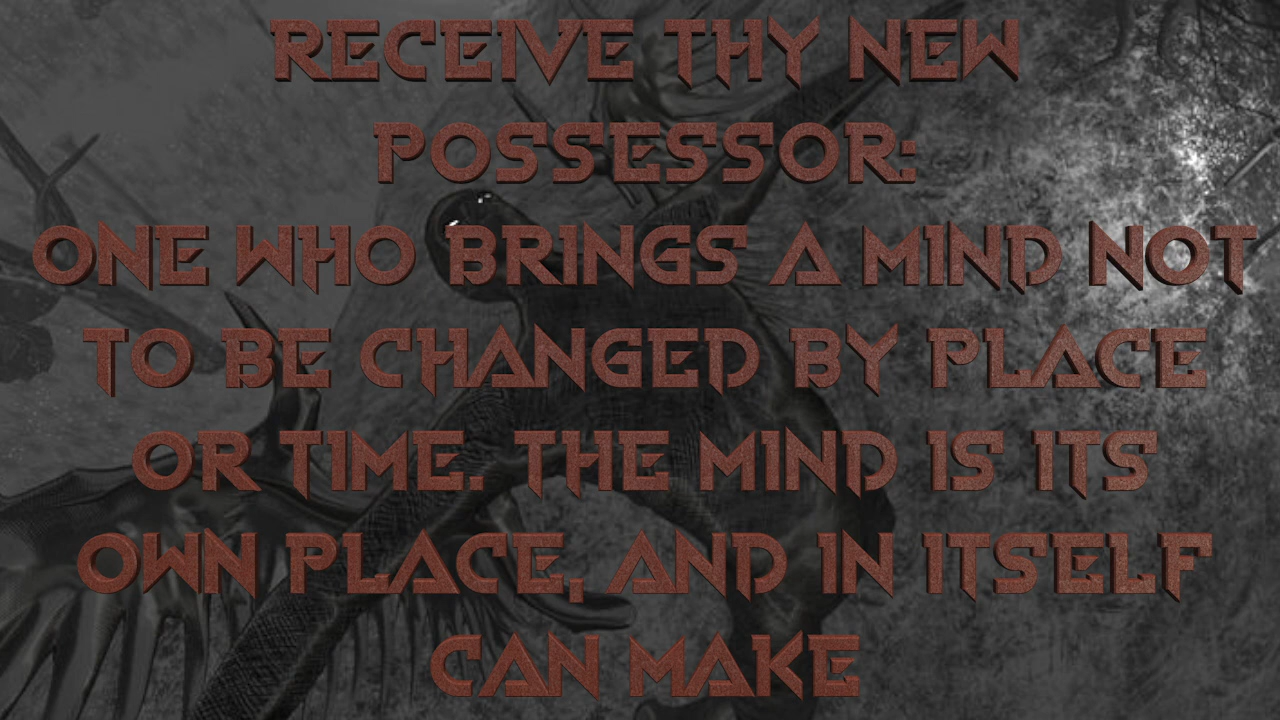 RECEIVE THY NEW
POSSESSOR:
ONE WHO BRINGS A MIND NOT
TO BE CHANGED BY PLACE
OR TIME. THE MIND IS ITS
OWN PLACE, AND IN ITSELF
CAN MAKE